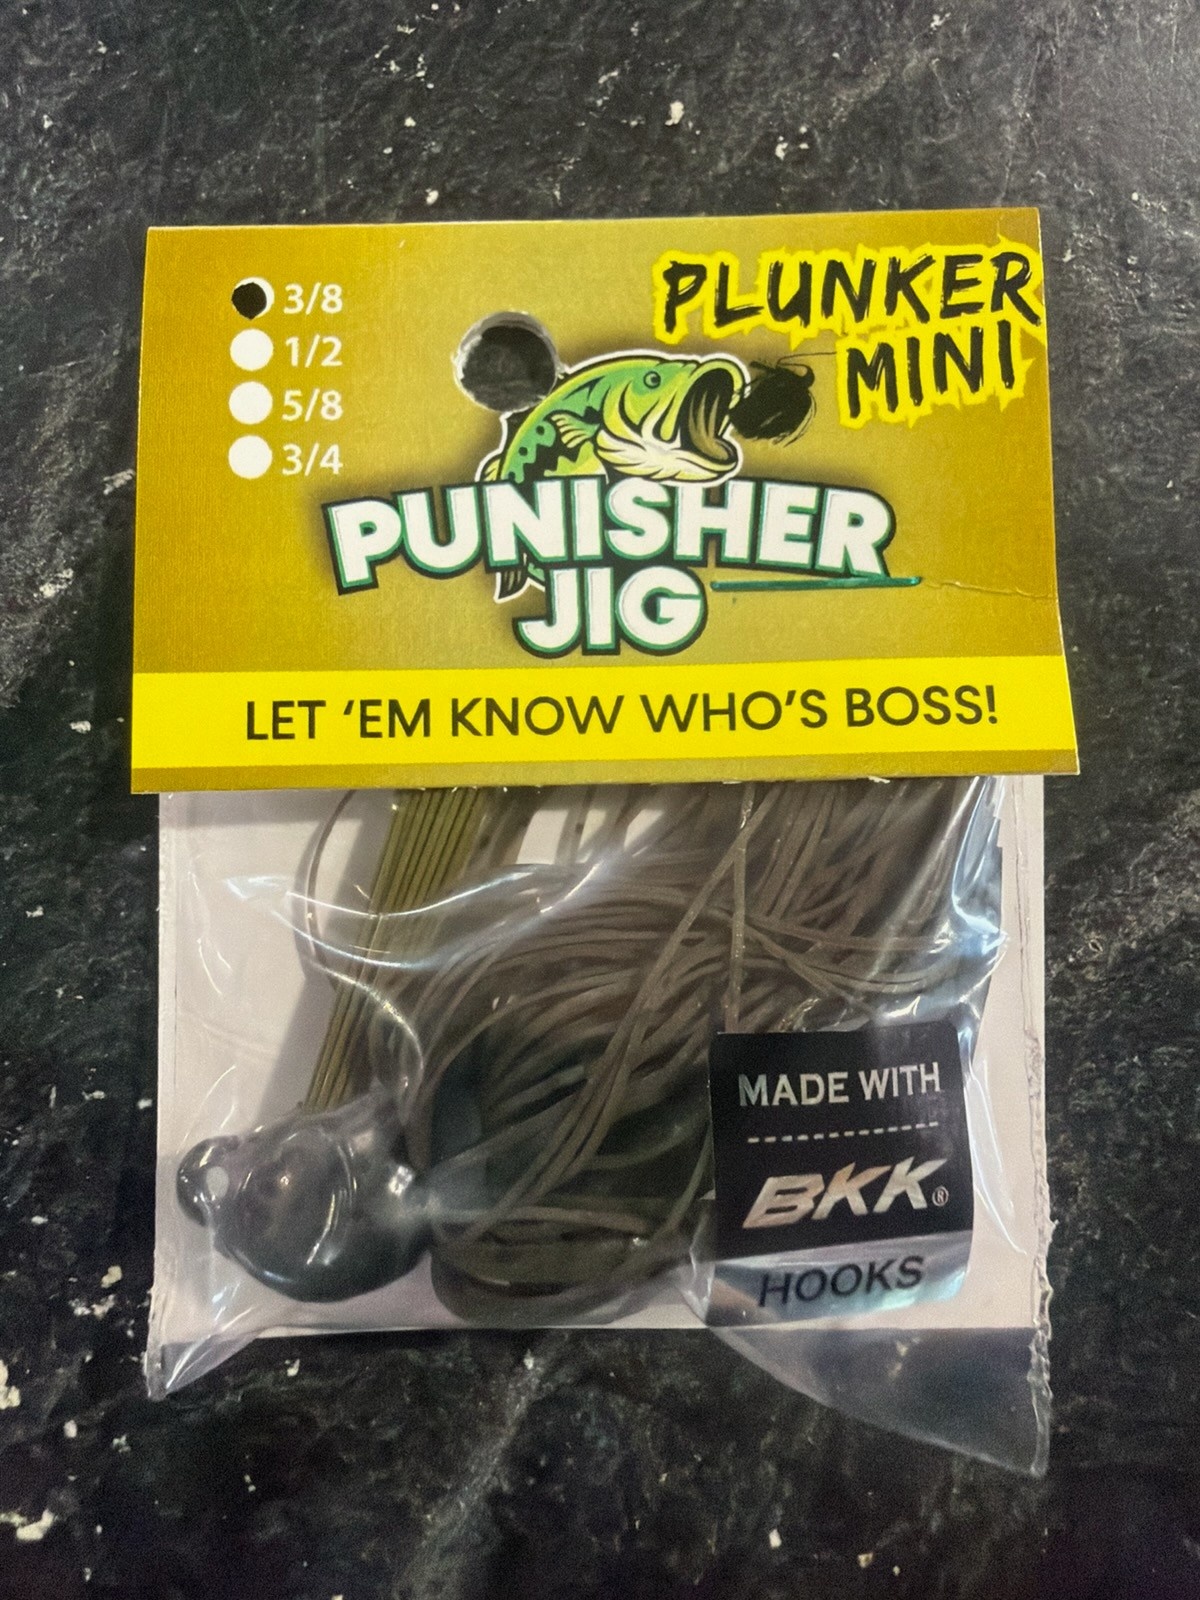 3/8
1/2
5/8
3/4
PLUNKER
MINI
PUNISHER
JIG
LET ‘EM KNOW WHO’S BOSS!
MADE WITH
BKK®
HOOKS